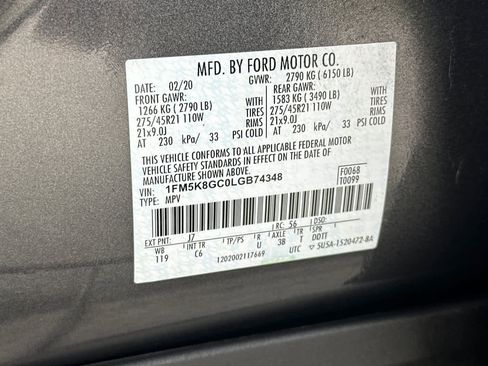 MFD. BY FORD MOTOR CO.
DATE: 02/20 GVWR: 2790 KG (6150 LB)
FRONT GAWR: REAR GAWR:
1266 KG (2790 LB) 1583 KG (3490 LB)
275/45R21 110W TIRES 275/45R21 110W TIRES
21x9.0J RIMS 21x9.0J RIMS
AT 230 kPa/ 33 PSI COLD AT 230 kPa/ 33 PSI COLD
THIS VEHICLE CONFORMS TO ALL APPLICABLE FEDERAL MOTOR
VEHICLE SAFETY STANDARDS IN EFFECT ON THE DATE OF
MANUFACTURE SHOWN ABOVE.
VIN: 1FM5K8GC0LGB74348 F0068
TYPE: MPV T0099
EXT PNT: J7 RC: 56 DSO:
WB INT TR TP/PS R AXLE TR SPR
119 C6 U 3B T DDTT
1202002117669 UTC 5U5A-1520472-BA